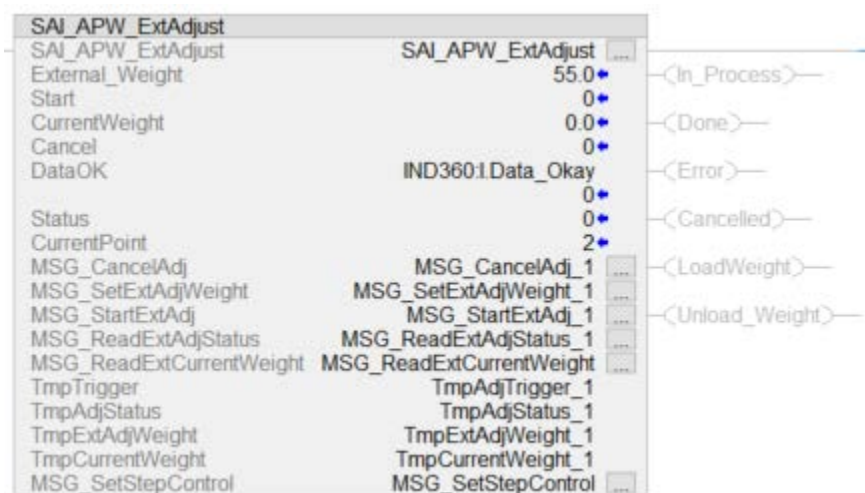 SAI_APW_ExtAdjust
SAI_APW_ExtAdjust SAI_APW_ExtAdjust ...
External_Weight 55.0 (In_Process)
Start 0
CurrentWeight 0.0 (Done)
Cancel 0
DataOK IND360:I.Data_Okay (Error)
0
Status 0 (Cancelled)
CurrentPoint 2
MSG_CancelAdj MSG_CancelAdj_1 ... (LoadWeight)
MSG_SetExtAdjWeight MSG_SetExtAdjWeight_1 ...
MSG_StartExtAdj MSG_StartExtAdj_1 ... (Unload_Weight)
MSG_ReadExtAdjStatus MSG_ReadExtAdjStatus_1 ...
MSG_ReadExtCurrentWeight MSG_ReadExtCurrentWeight ...
TmpTrigger TmpAdjTrigger_1
TmpAdjStatus TmpAdjStatus_1
TmpExtAdjWeight TmpExtAdjWeight_1
TmpCurrentWeight TmpCurrentWeight_1
MSG_SetStepControl MSG_SetStepControl ...